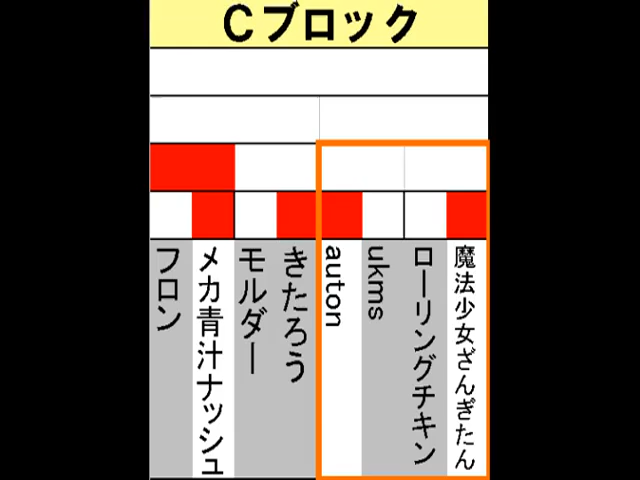 Cブロック
フロン
メカ青汁ナッシュ
モルダー
きたろう
auton
ukms
ローリングチキン
魔法少女ざんぎたん